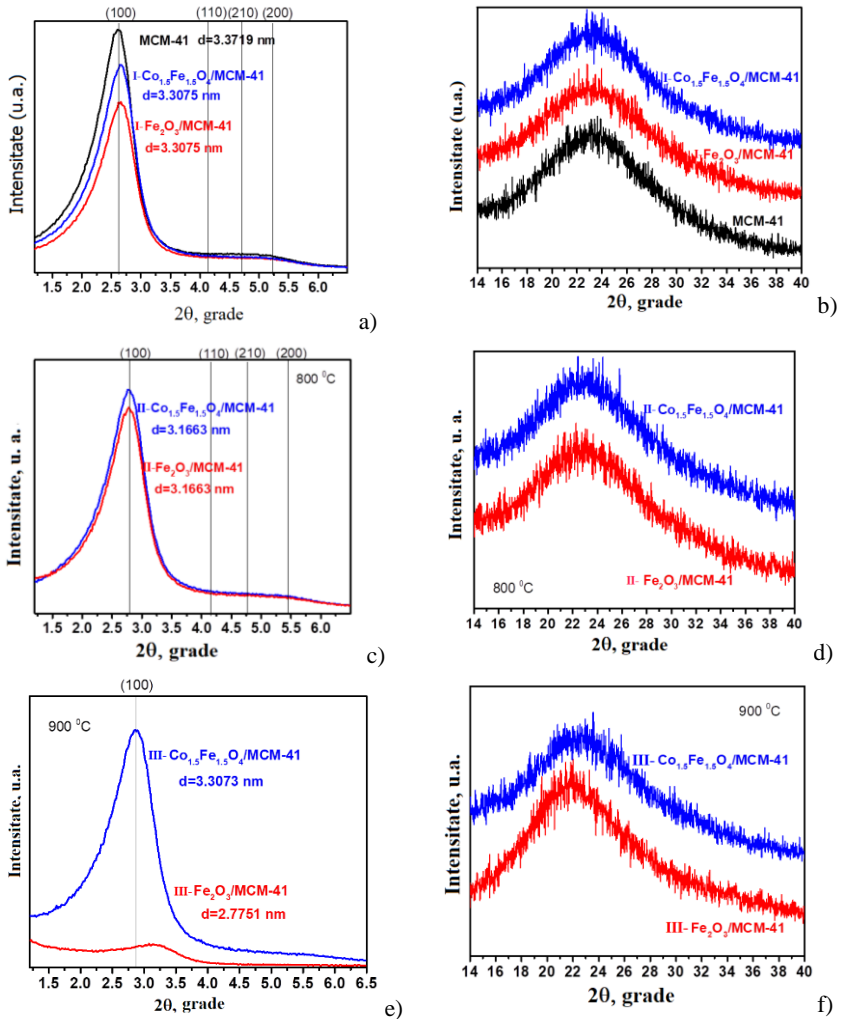 (100) (110) (210) (200)
MCM-41 d=3.3719 nm
I-Co₁.₅Fe₁.₅O₄/MCM-41
d=3.3075 nm
I-Fe₂O₃/MCM-41
d=3.3075 nm
Intensitate (u.a.)
1.5 2.0 2.5 3.0 3.5 4.0 4.5 5.0 5.5 6.0
2θ, grade
a)
I-Co₁.₅Fe₁.₅O₄/MCM-41
I-Fe₂O₃/MCM-41
MCM-41
Intensitate (u.a.)
14 16 18 20 22 24 26 28 30 32 34 36 38 40
2θ, grade
b)
(100) (110) (210) (200)
800 ⁰C
II-Co₁.₅Fe₁.₅O₄/MCM-41
d=3.1663 nm
II-Fe₂O₃/MCM-41
d=3.1663 nm
Intensitate, u. a.
1.5 2.0 2.5 3.0 3.5 4.0 4.5 5.0 5.5 6.0
2θ, grade
c)
II-Co₁.₅Fe₁.₅O₄/MCM-41
II- Fe₂O₃/MCM-41
800 ⁰C
Intensitate, u. a.
14 16 18 20 22 24 26 28 30 32 34 36 38 40
2θ, grade
d)
(100)
900 ⁰C
III- Co₁.₅Fe₁.₅O₄/MCM-41
d=3.3073 nm
III-Fe₂O₃/MCM-41
d=2.7751 nm
Intensitate, u.a.
1.5 2.0 2.5 3.0 3.5 4.0 4.5 5.0 5.5 6.0 6.5
2θ, grade
e)
900 ⁰C
III- Co₁.₅Fe₁.₅O₄/MCM-41
III- Fe₂O₃/MCM-41
Intensitate, u.a.
14 16 18 20 22 24 26 28 30 32 34 36 38 40
2θ, grade
f)